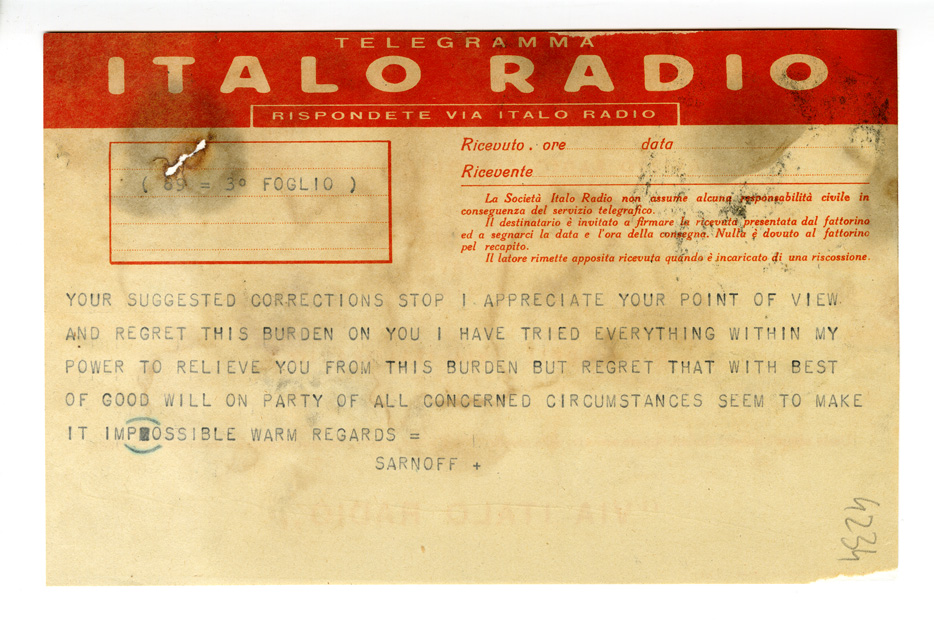 TELEGRAMMA
ITALO RADIO
RISPONDETE VIA ITALO RADIO
( 69 = 3º FOGLIO )
Ricevuto. ore data
Ricevente
La Società Italo Radio non assume alcuna responsabilità civile in
conseguenza del servizio telegrafico.
Il destinatario è invitato a firmare la ricevuta presentata dal fattorino
ed a segnarci la data e l'ora della consegna. Nulla è dovuto al fattorino
pel recapito.
Il latore rimette apposita ricevuta quando è incaricato di una riscossione.
YOUR SUGGESTED CORRECTIONS STOP I APPRECIATE YOUR POINT OF VIEW
AND REGRET THIS BURDEN ON YOU I HAVE TRIED EVERYTHING WITHIN MY
POWER TO RELIEVE YOU FROM THIS BURDEN BUT REGRET THAT WITH BEST
OF GOOD WILL ON PARTY OF ALL CONCERNED CIRCUMSTANCES SEEM TO MAKE
IT IMPOSSIBLE WARM REGARDS =
SARNOFF +
"VIA ITALO RADIO"
4234